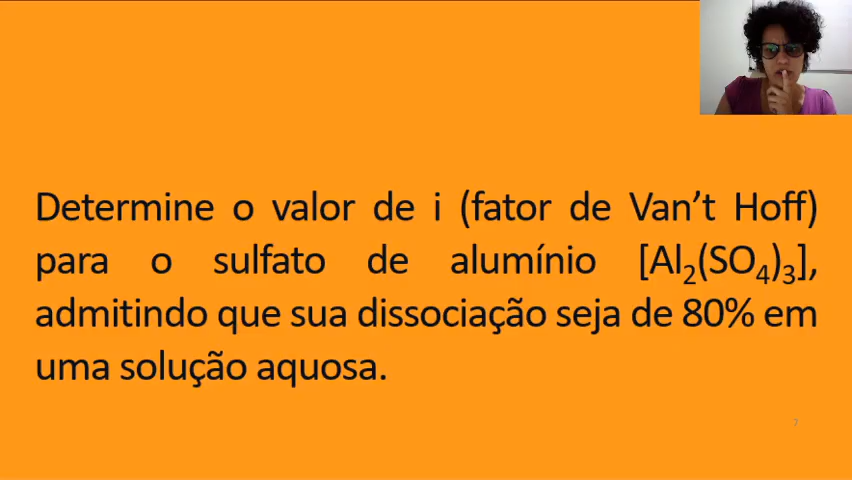 Determine o valor de i (fator de Van’t Hoff)
para o sulfato de alumínio [Al₂(SO₄)₃],
admitindo que sua dissociação seja de 80% em
uma solução aquosa.
7